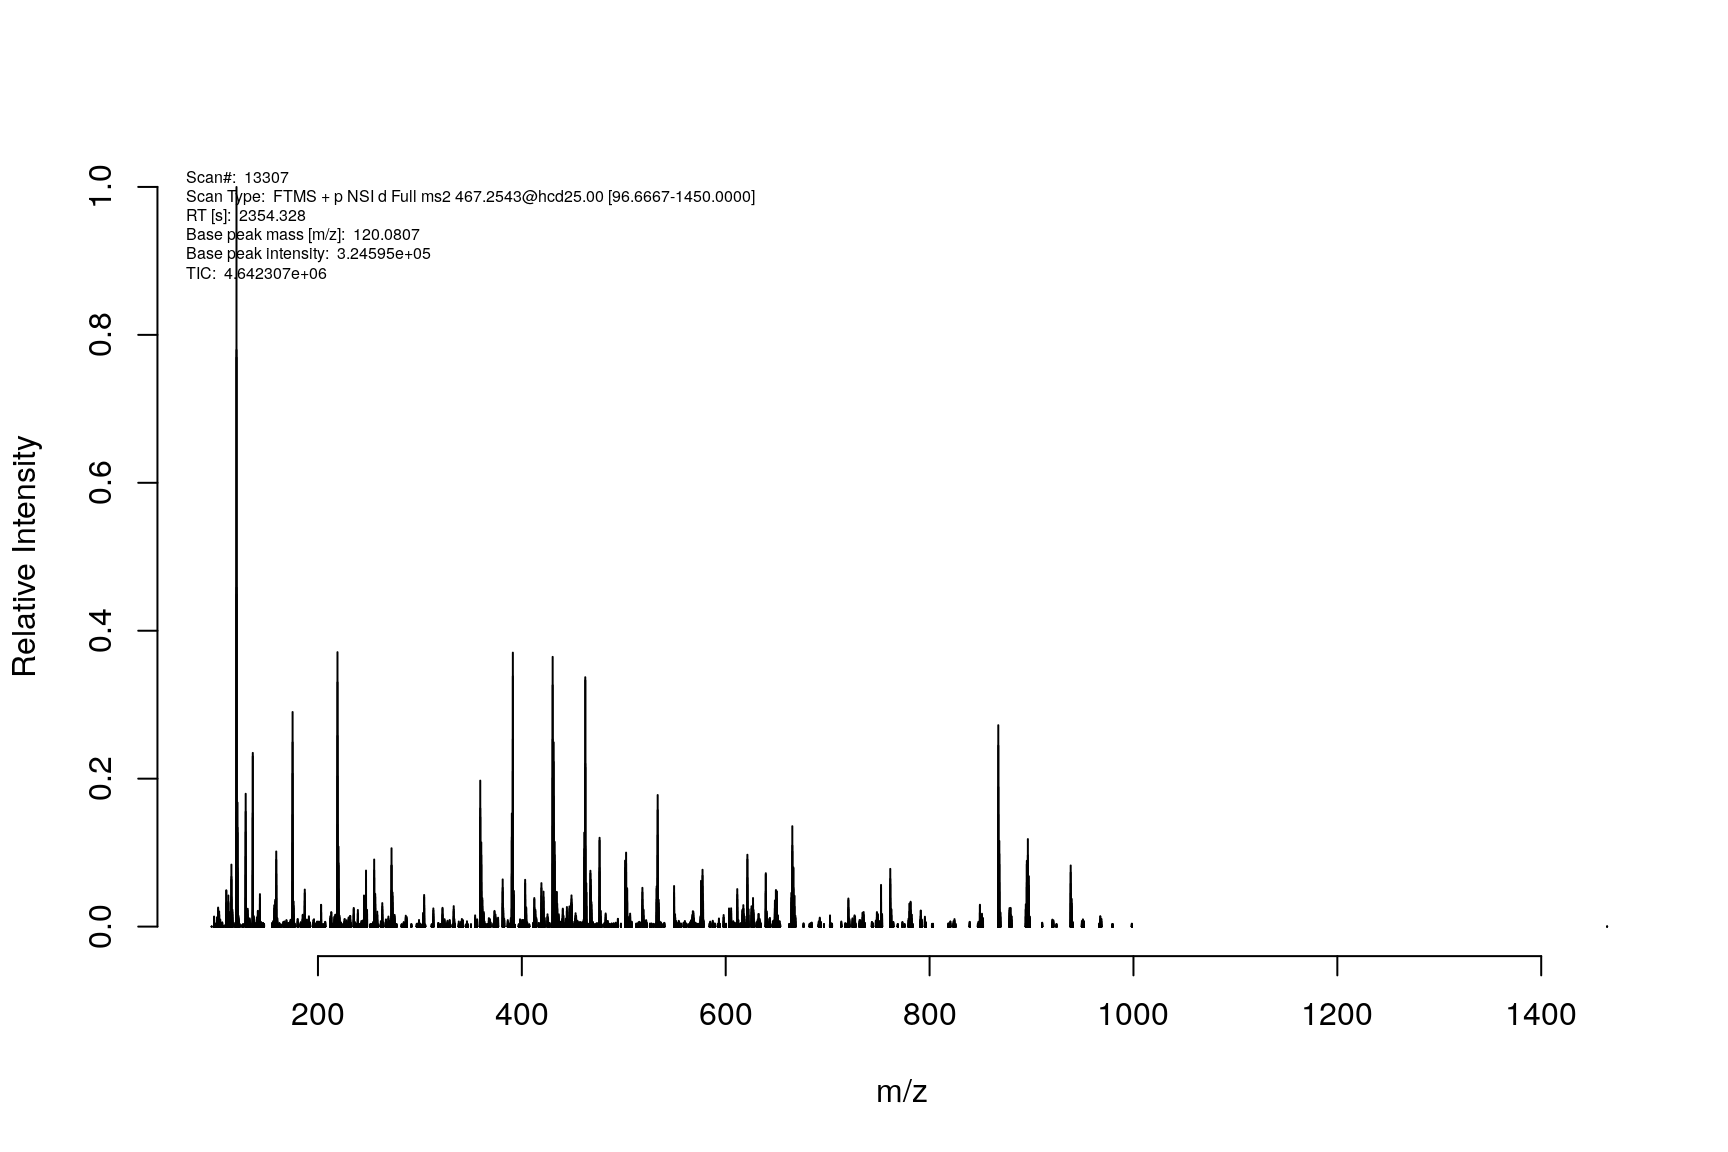 Scan#:  13307
Scan Type:  FTMS + p NSI d Full ms2 467.2543@hcd25.00 [96.6667-1450.0000]
RT [s]:  2354.328
Base peak mass [m/z]:  120.0807
Base peak intensity:  3.24595e+05
TIC:  4.642307e+06
1.0
0.8
0.6
0.4
0.2
0.0
Relative Intensity
200 400 600 800 1000 1200 1400
m/z